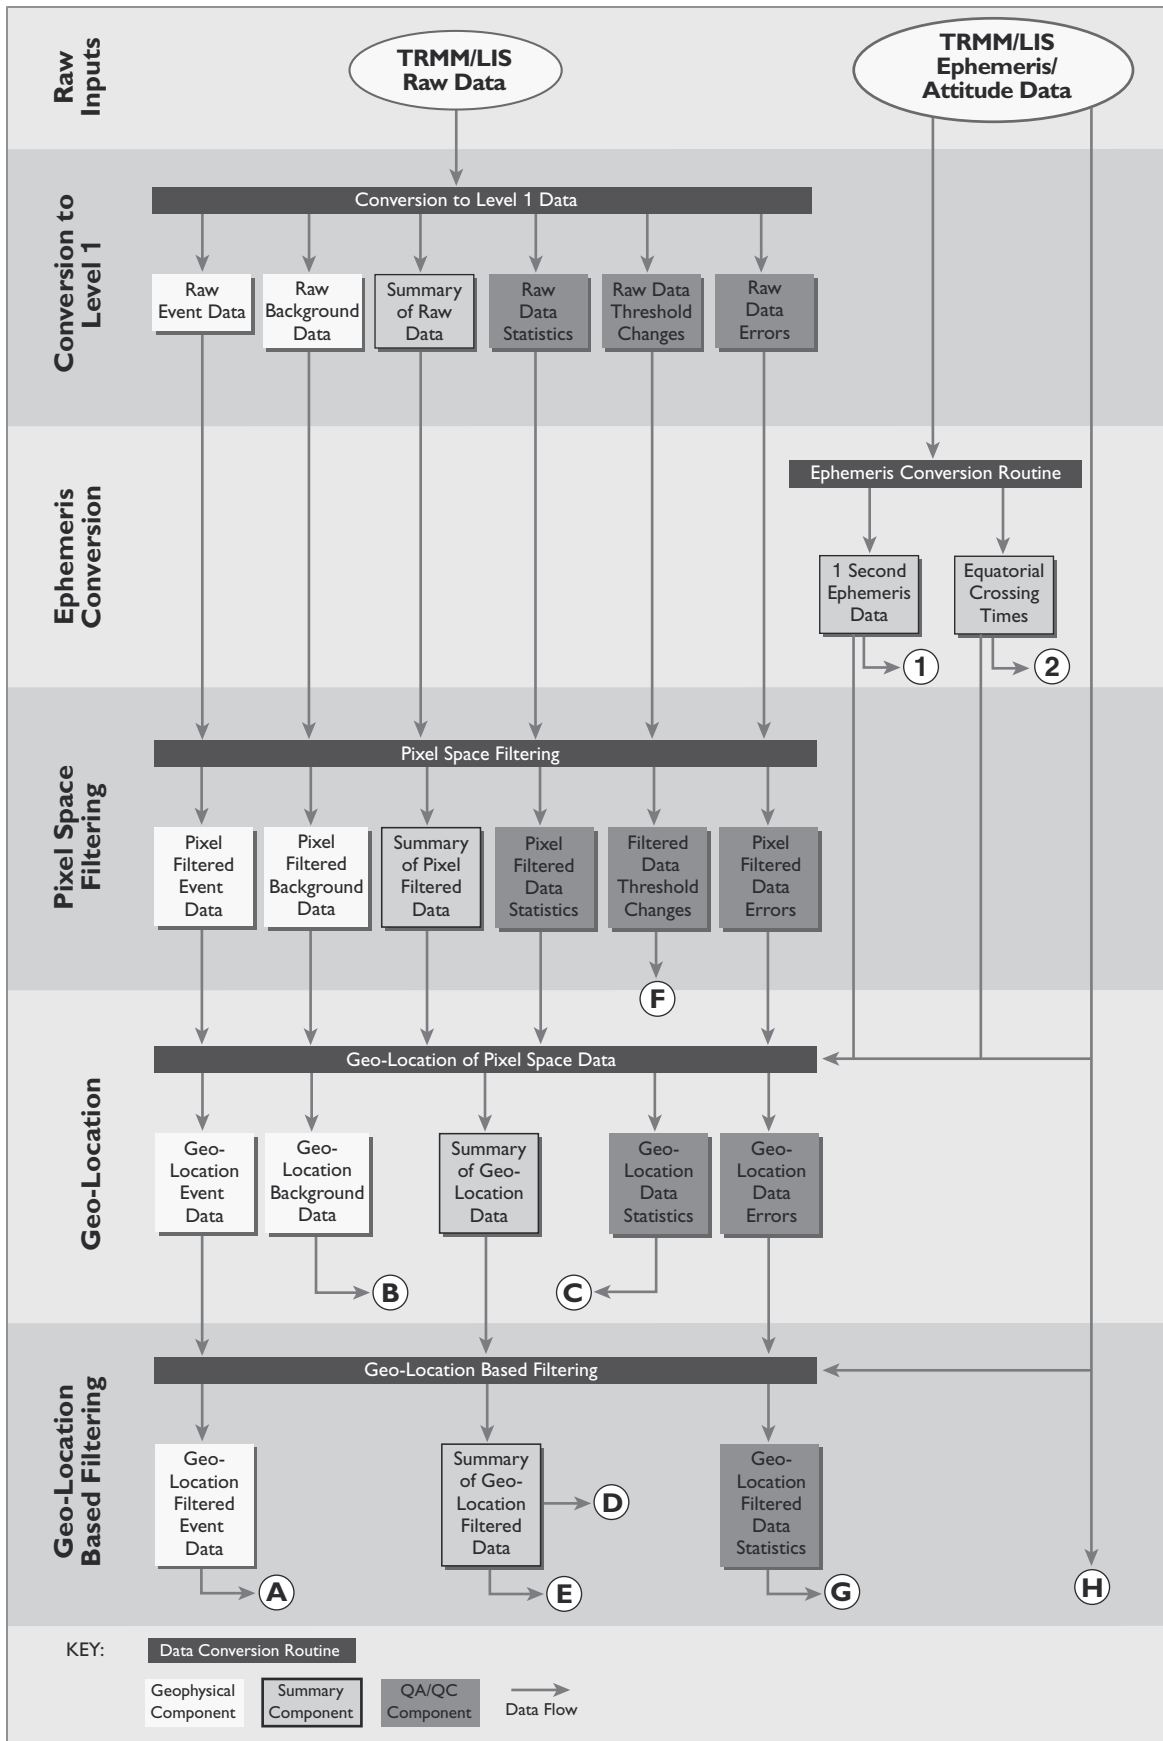 Raw
Inputs
TRMM/LIS
Raw Data
TRMM/LIS
Ephemeris/
Attitude Data
Conversion to
Level 1
Conversion to Level 1 Data
Raw
Event Data
Raw
Background
Data
Summary
of Raw
Data
Raw
Data
Statistics
Raw Data
Threshold
Changes
Raw
Data
Errors
Ephemeris
Conversion
Ephemeris Conversion Routine
1 Second
Ephemeris
Data
Equatorial
Crossing
Times
1
2
Pixel Space
Filtering
Pixel Space Filtering
Pixel
Filtered
Event
Data
Pixel
Filtered
Background
Data
Summary
of Pixel
Filtered
Data
Pixel
Filtered
Data
Statistics
Filtered
Data
Threshold
Changes
Pixel
Filtered
Data
Errors
F
Geo-Location
Geo-Location of Pixel Space Data
Geo-
Location
Event
Data
Geo-
Location
Background
Data
Summary
of Geo-
Location
Data
Geo-
Location
Data
Statistics
Geo-
Location
Data
Errors
B
C
Geo-Location
Based Filtering
Geo-Location Based Filtering
Geo-
Location
Filtered
Event
Data
Summary
of Geo-
Location
Filtered
Data
Geo-
Location
Filtered
Data
Statistics
D
A
E
G
H
KEY:
Data Conversion Routine
Geophysical
Component
Summary
Component
QA/QC
Component
Data Flow